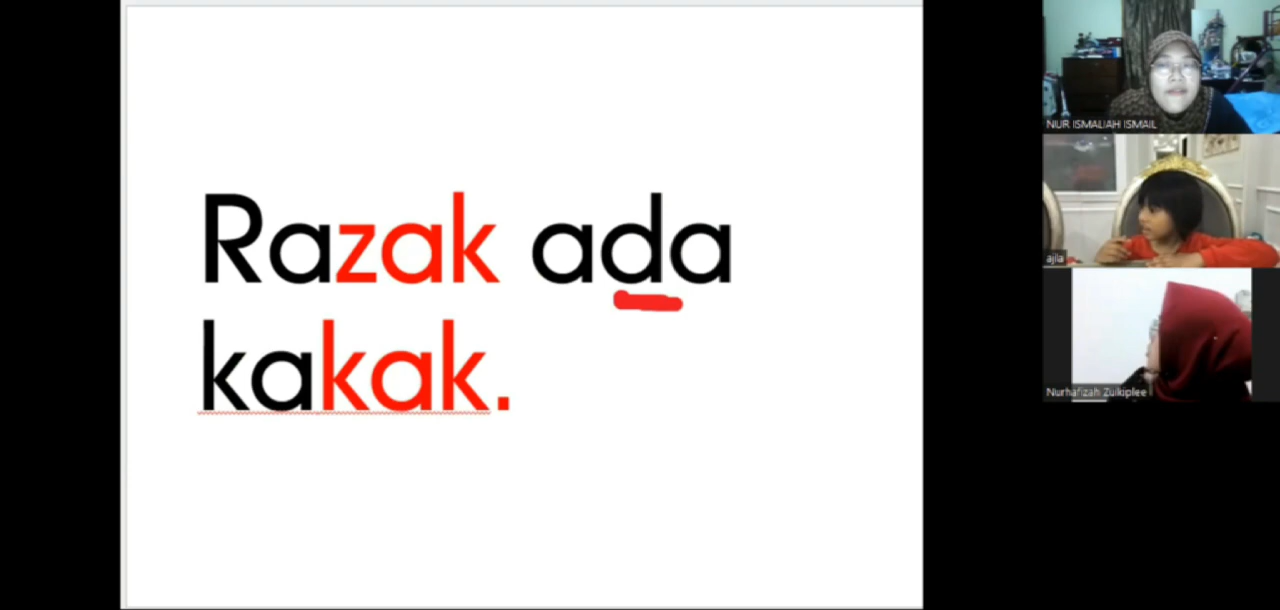 Razak ada
kakak.
NUR ISMALIAH ISMAIL
ajla
Nurhafizah Zulkiplee